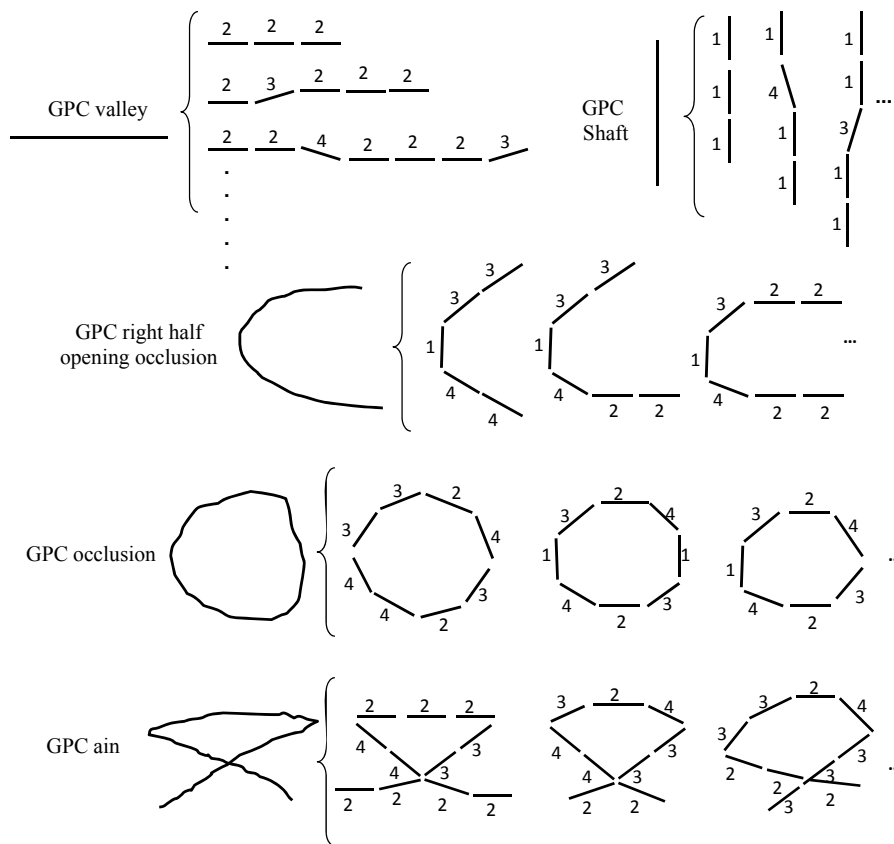 2 2 2
GPC valley
2 3 2 2 2
2 2 4 2 2 2 3
.
.
.
.
.
.
GPC
Shaft
1 1 1
1 4 1
1 1 3
1 1
1
...
GPC right half
opening occlusion
3 3 1 4 4
3 3 1 4 2 2
2 2 3 1 4 2 2
...
GPC occlusion
3 2 3 4 4 3 4 2
2 3 4 1 1 4 3 2
2 3 4 1 3 4 2
..
GPC ain
2 2 2 4 3 4 3 2 2 2 2
2 3 4 4 3 4 3 2 2
2 3 4 3 3 2 2 3 3 2
..